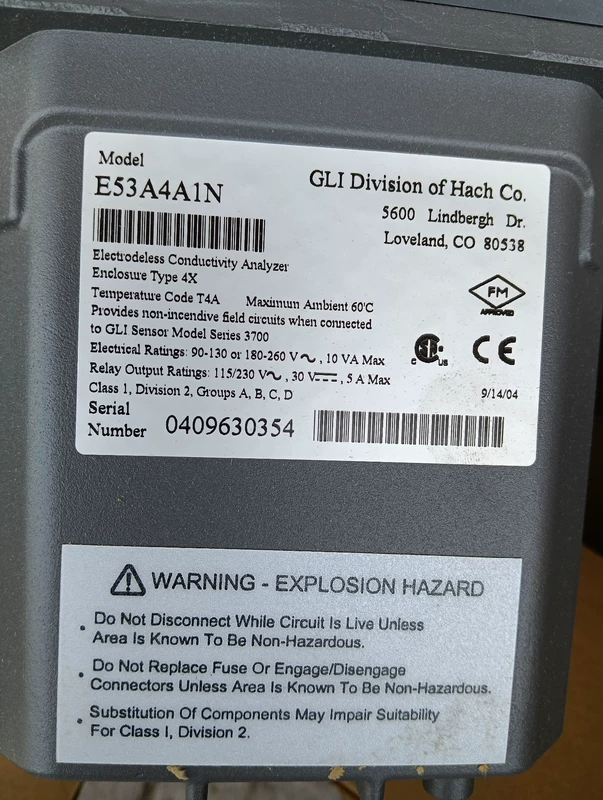 Model
E53A4A1N
GLI Division of Hach Co.
5600 Lindbergh Dr.
Loveland, CO 80538
Electrodeless Conductivity Analyzer
Enclosure Type 4X
Temperature Code T4A Maximum Ambient 60°C
Provides non-incendive field circuits when connected
to GLI Sensor Model Series 3700
Electrical Ratings: 90-130 or 180-260 V～, 10 VA Max
Relay Output Ratings: 115/230 V～, 30 V⎓, 5 A Max
Class 1, Division 2, Groups A, B, C, D
FM
APPROVED
C US
CE
9/14/04
Serial
Number 0409630354
⚠ WARNING - EXPLOSION HAZARD
• Do Not Disconnect While Circuit Is Live Unless
Area Is Known To Be Non-Hazardous.
• Do Not Replace Fuse Or Engage/Disengage
Connectors Unless Area Is Known To Be Non-Hazardous.
• Substitution Of Components May Impair Suitability
For Class I, Division 2.